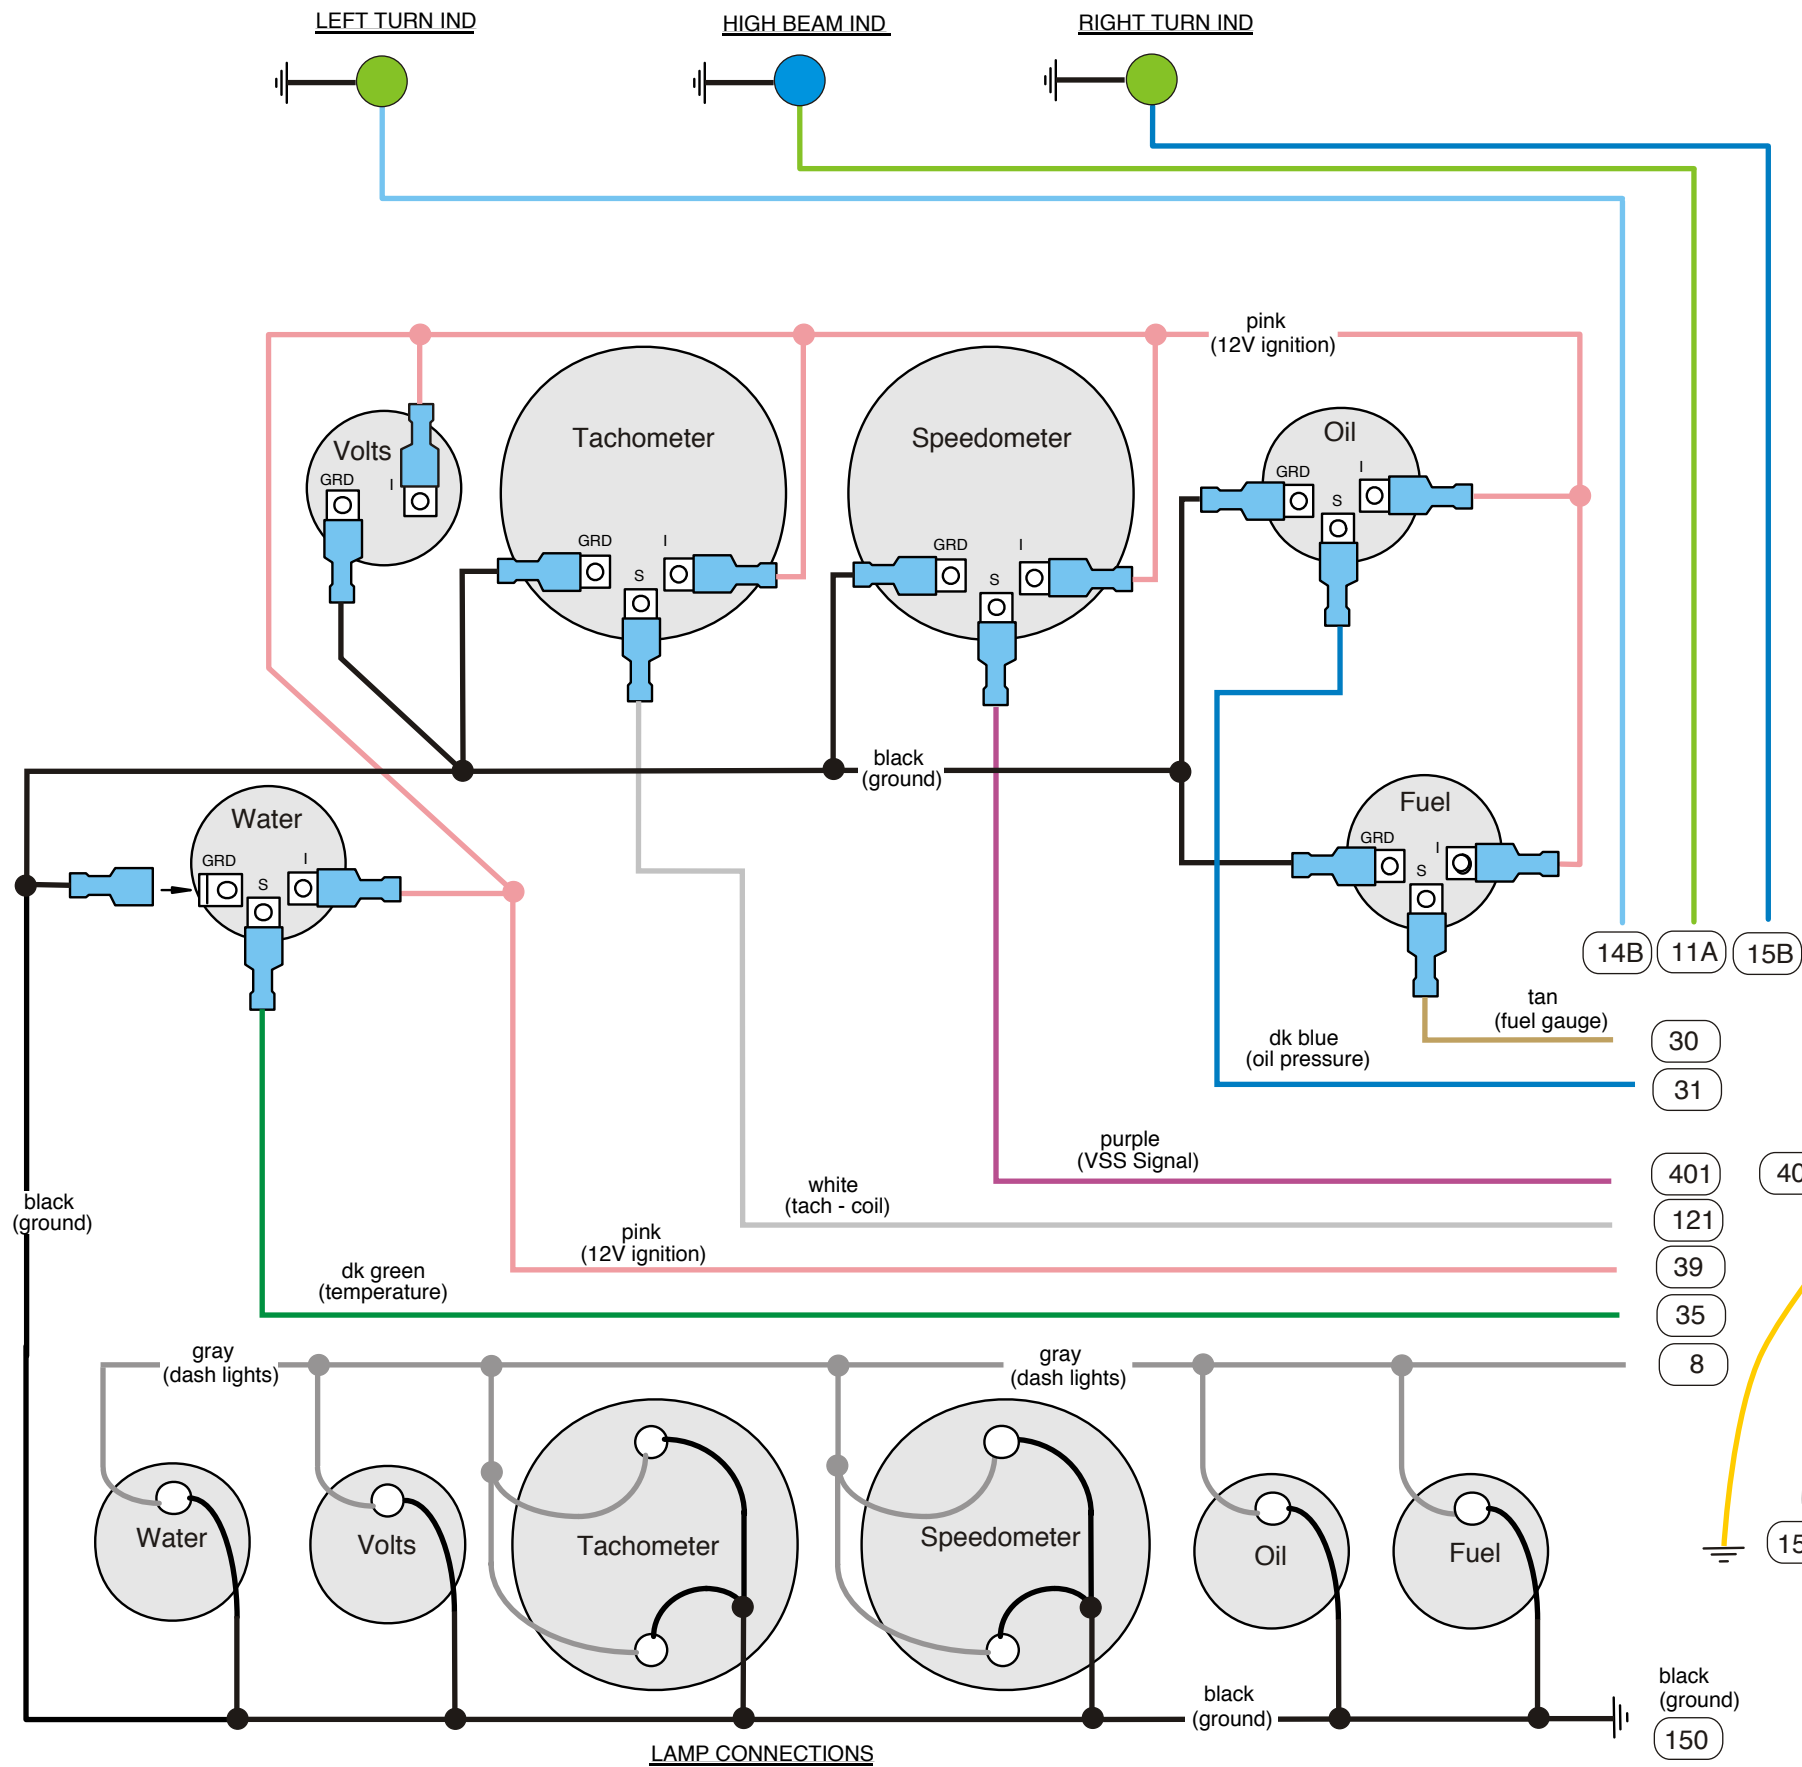 LEFT TURN IND
HIGH BEAM IND
RIGHT TURN IND
pink
(12V ignition)
Volts
GRD
I
Tachometer
GRD
I
S
Speedometer
GRD
I
S
Oil
GRD
I
S
black
(ground)
Water
GRD
I
S
Fuel
GRD
I
S
14B
11A
15B
tan
(fuel gauge)
30
dk blue
(oil pressure)
31
purple
(VSS Signal)
401
40
white
(tach - coil)
121
black
(ground)
pink
(12V ignition)
39
dk green
(temperature)
35
gray
(dash lights)
gray
(dash lights)
8
Water
Volts
Tachometer
Speedometer
Oil
Fuel
15
black
(ground)
black
(ground)
150
LAMP CONNECTIONS